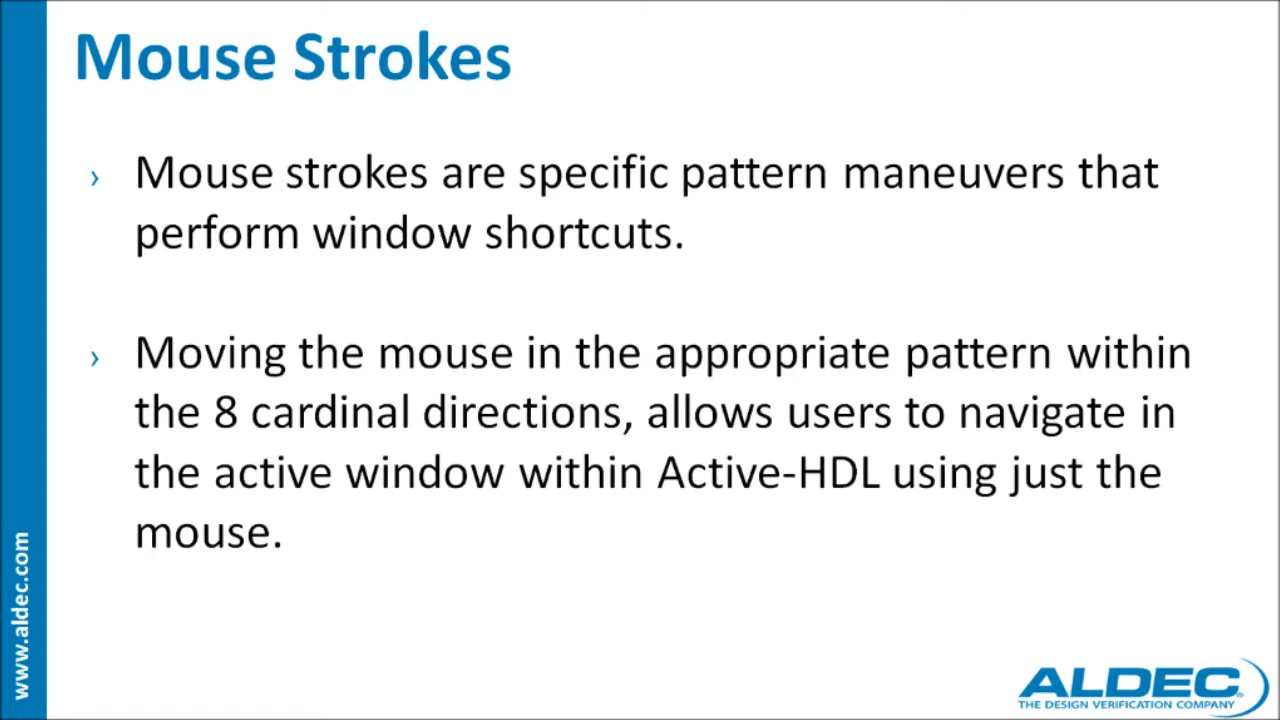 Mouse Strokes
› Mouse strokes are specific pattern maneuvers that
perform window shortcuts.
› Moving the mouse in the appropriate pattern within
the 8 cardinal directions, allows users to navigate in
the active window within Active-HDL using just the
mouse.
www.aldec.com
ALDEC®
THE DESIGN VERIFICATION COMPANY